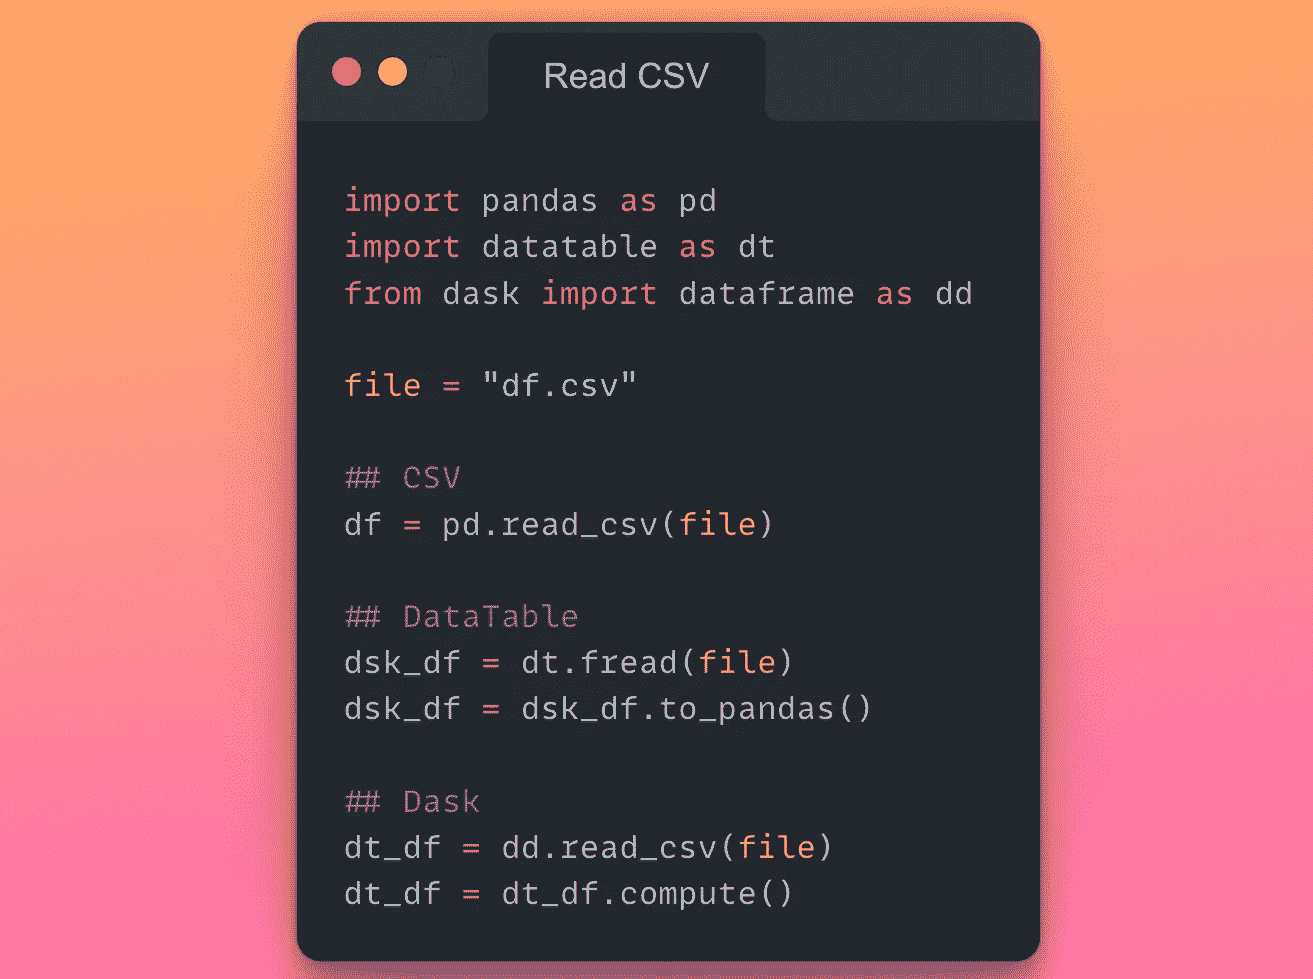 Read CSV
import pandas as pd
import datatable as dt
from dask import dataframe as dd
file = "df.csv"
## CSV
df = pd.read_csv(file)
## DataTable
dsk_df = dt.fread(file)
dsk_df = dsk_df.to_pandas()
## Dask
dt_df = dd.read_csv(file)
dt_df = dt_df.compute()